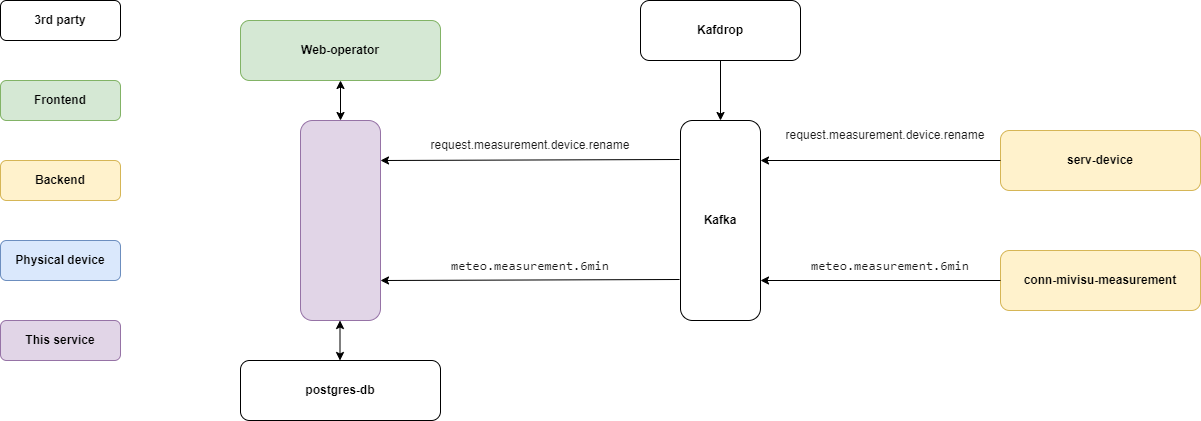 3rd party
Kafdrop
Web-operator
Frontend
request.measurement.device.rename
request.measurement.device.rename
serv-device
Backend
Kafka
Physical device
meteo.measurement.6min
meteo.measurement.6min
conn-mivisu-measurement
This service
postgres-db